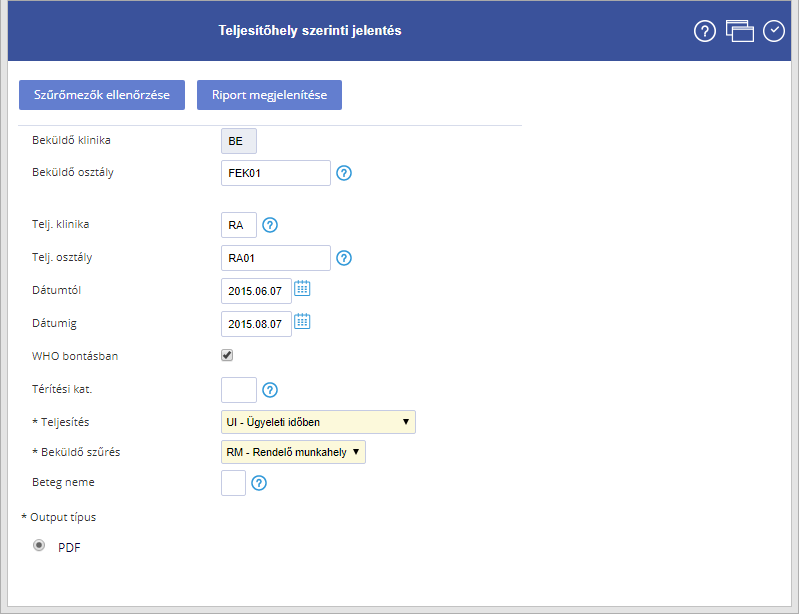 Teljesítőhely szerinti jelentés
Szűrőmezők ellenőrzése Riport megjelenítése
Beküldő klinika BE
Beküldő osztály FEK01
Telj. klinika RA
Telj. osztály RA01
Dátumtól 2015.06.07
Dátumig 2015.08.07
WHO bontásban
Térítési kat.
* Teljesítés UI - Ügyeleti időben
* Beküldő szűrés RM - Rendelő munkahely
Beteg neme
* Output típus
PDF